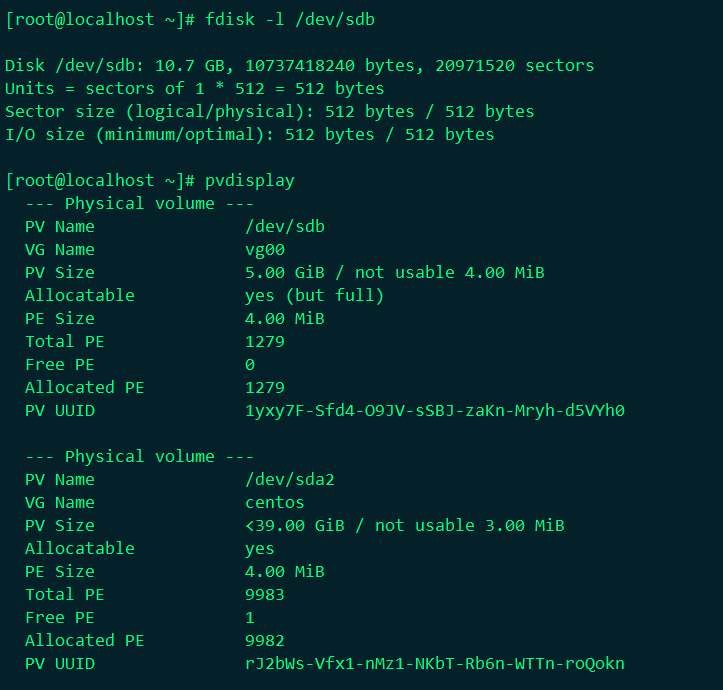 [root@localhost ~]# fdisk -l /dev/sdb
Disk /dev/sdb: 10.7 GB, 10737418240 bytes, 20971520 sectors
Units = sectors of 1 * 512 = 512 bytes
Sector size (logical/physical): 512 bytes / 512 bytes
I/O size (minimum/optimal): 512 bytes / 512 bytes
[root@localhost ~]# pvdisplay
--- Physical volume ---
PV Name /dev/sdb
VG Name vg00
PV Size 5.00 GiB / not usable 4.00 MiB
Allocatable yes (but full)
PE Size 4.00 MiB
Total PE 1279
Free PE 0
Allocated PE 1279
PV UUID 1yxy7F-Sfd4-O9JV-sSBJ-zaKn-Mryh-d5VYh0
--- Physical volume ---
PV Name /dev/sda2
VG Name centos
PV Size <39.00 GiB / not usable 3.00 MiB
Allocatable yes
PE Size 4.00 MiB
Total PE 9983
Free PE 1
Allocated PE 9982
PV UUID rJ2bWs-Vfx1-nMz1-NKbT-Rb6n-WTTn-roQokn